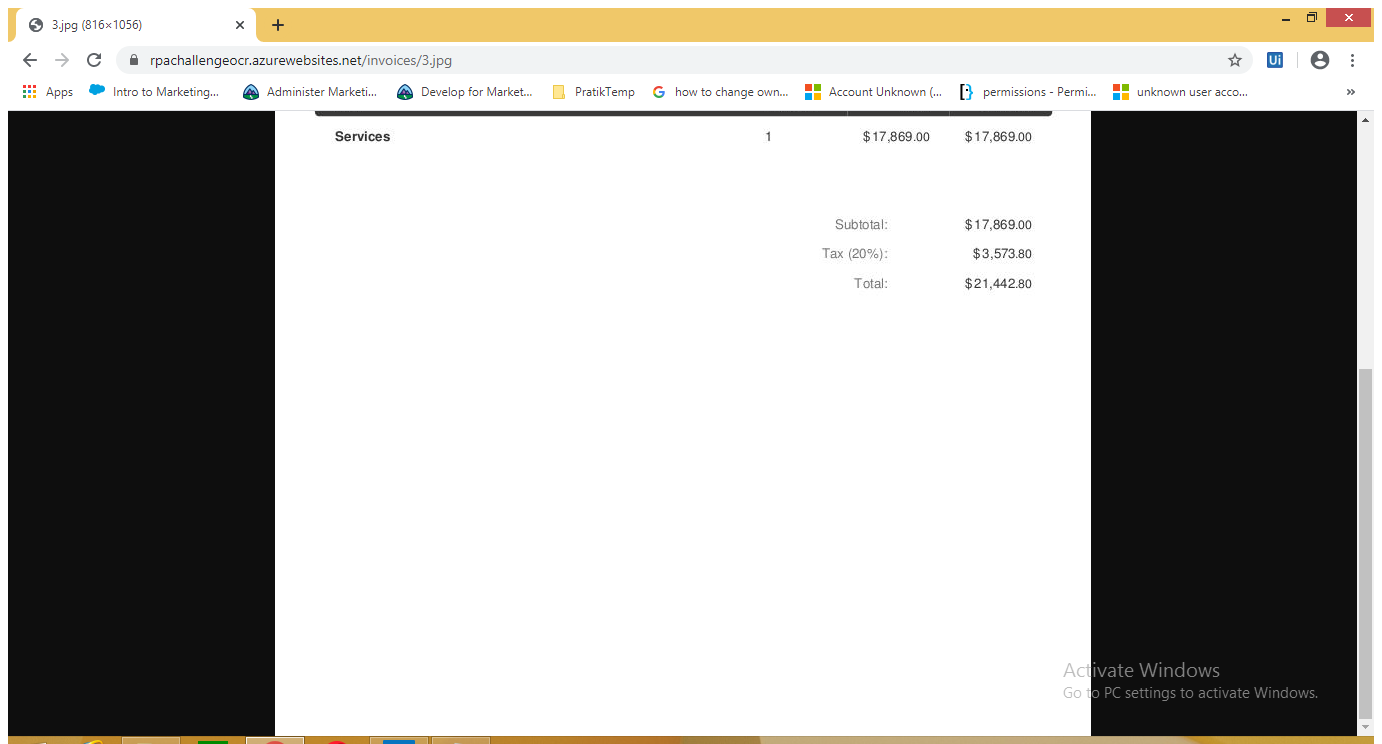 3.jpg (816×1056)
rpachallengeocr.azurewebsites.net/invoices/3.jpg
Ui
Apps Intro to Marketing... Administer Marketi... Develop for Market... PratikTemp how to change own... Account Unknown (... permissions - Permi... unknown user acco... »
Services 1 $17,869.00 $17,869.00
Subtotal: $17,869.00
Tax (20%): $3,573.80
Total: $21,442.80
Activate Windows
Go to PC settings to activate Windows.